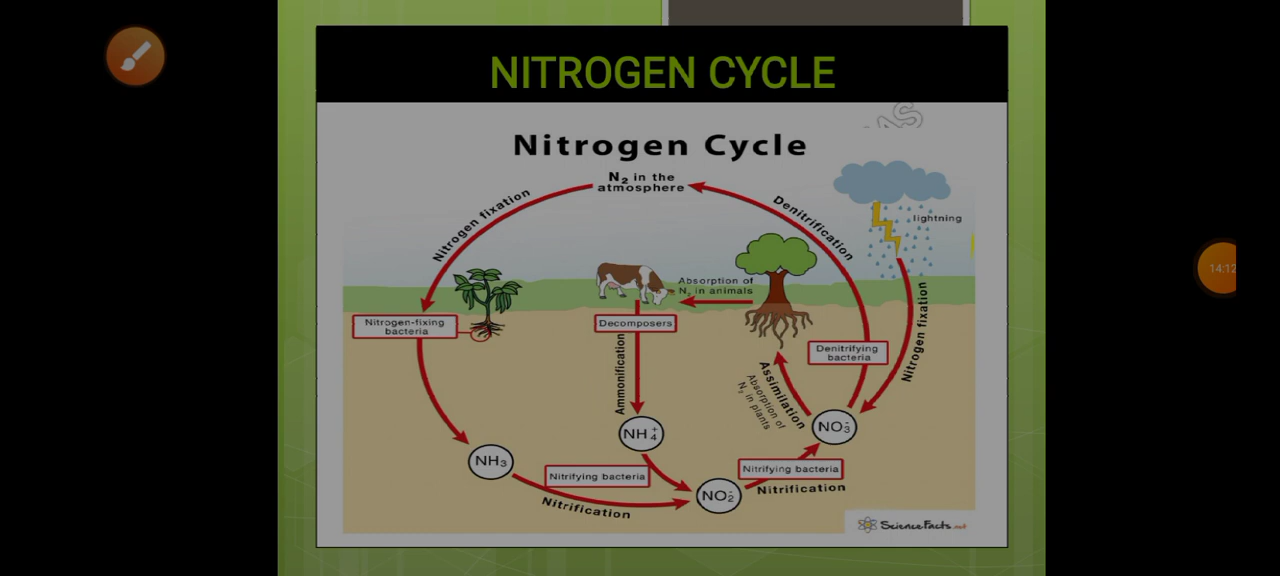 NITROGEN CYCLE
Nitrogen Cycle
N₂ in the
atmosphere
Nitrogen fixation
Denitrification
lightning
Absorption of
N₂ in animals
Nitrogen-fixing
bacteria
Decomposers
Ammonification
Denitrifying
bacteria
Nitrogen fixation
Assimilation
Absorption of
N₂ in plants
NH₄⁺
NO₃⁻
NH₃
Nitrifying bacteria
Nitrification
NO₂⁻
Nitrifying bacteria
Nitrification
ScienceFacts.net
14:12